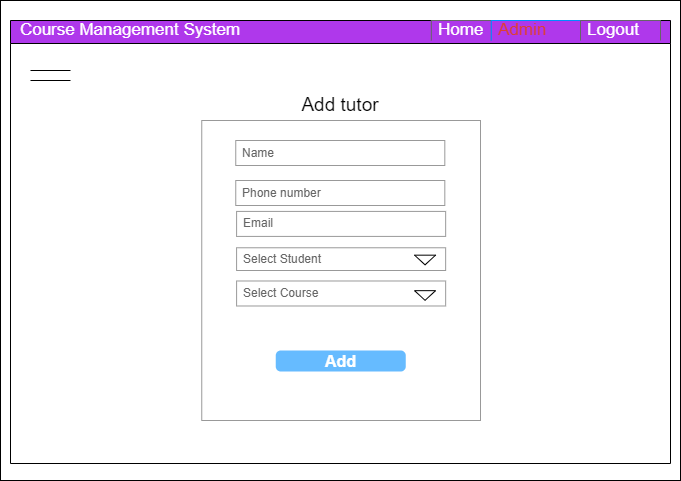 Course Management System Home Admin Logout
Add tutor
Name
Phone number
Email
Select Student
Select Course
Add